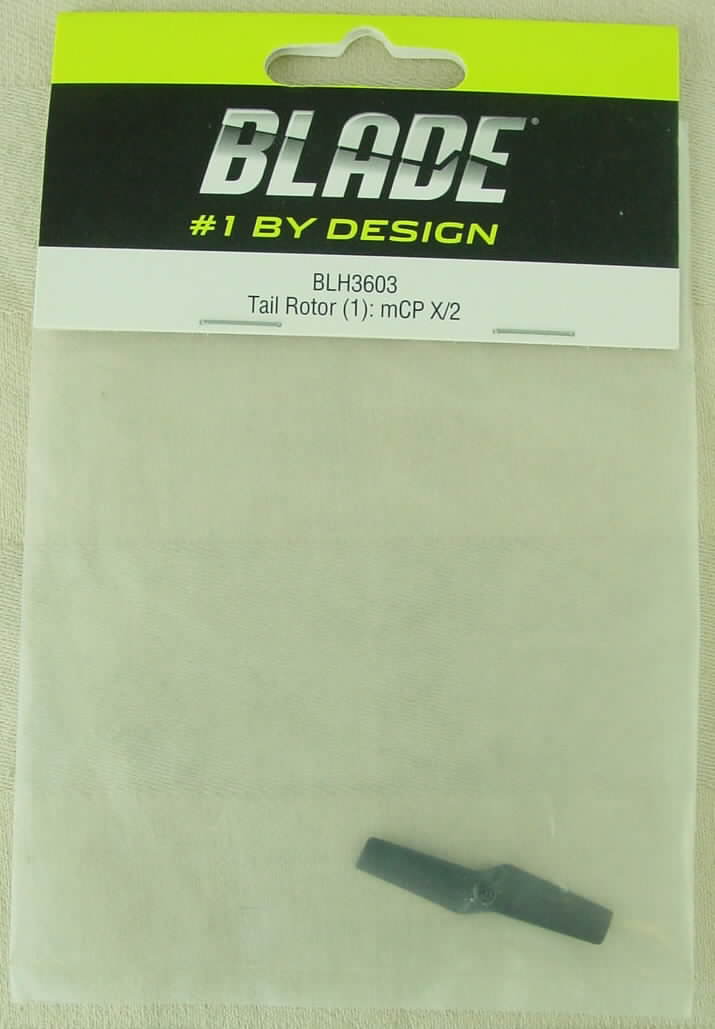 BLADE®
#1 BY DESIGN
BLH3603
Tail Rotor (1): mCP X/2